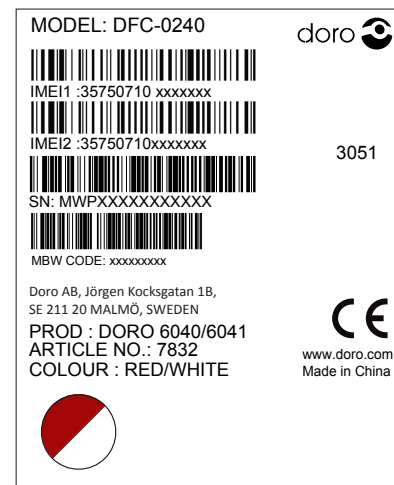 MODEL: DFC-0240
doro
IMEI1 :35750710 xxxxxxx
IMEI2 :35750710xxxxxxx
3051
SN: MWPXXXXXXXXXXX
MBW CODE: xxxxxxxxx
Doro AB, Jörgen Kocksgatan 1B,
SE 211 20 MALMÖ, SWEDEN
CE
PROD : DORO 6040/6041
ARTICLE NO.: 7832
COLOUR : RED/WHITE
www.doro.com
Made in China